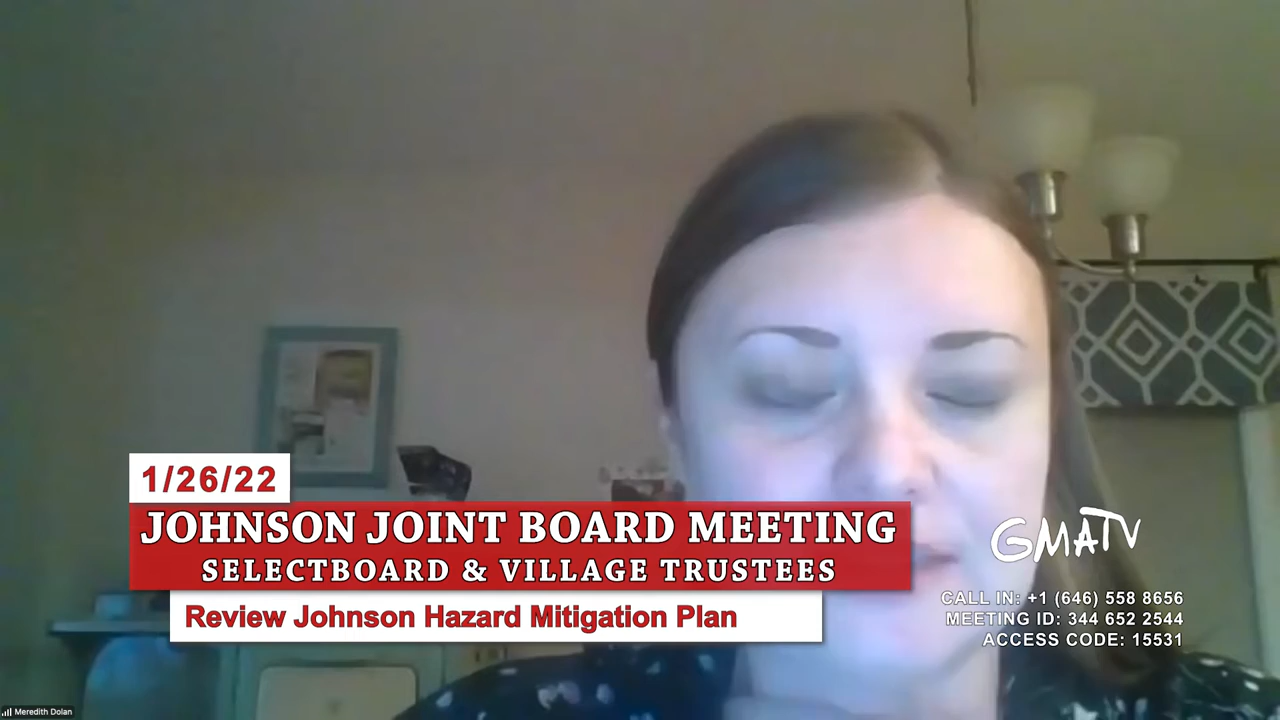 1/26/22
JOHNSON JOINT BOARD MEETING
SELECTBOARD & VILLAGE TRUSTEES
Review Johnson Hazard Mitigation Plan
GMATV
CALL IN: +1 (646) 558 8656
MEETING ID: 344 652 2544
ACCESS CODE: 15531
Meredith Dolan